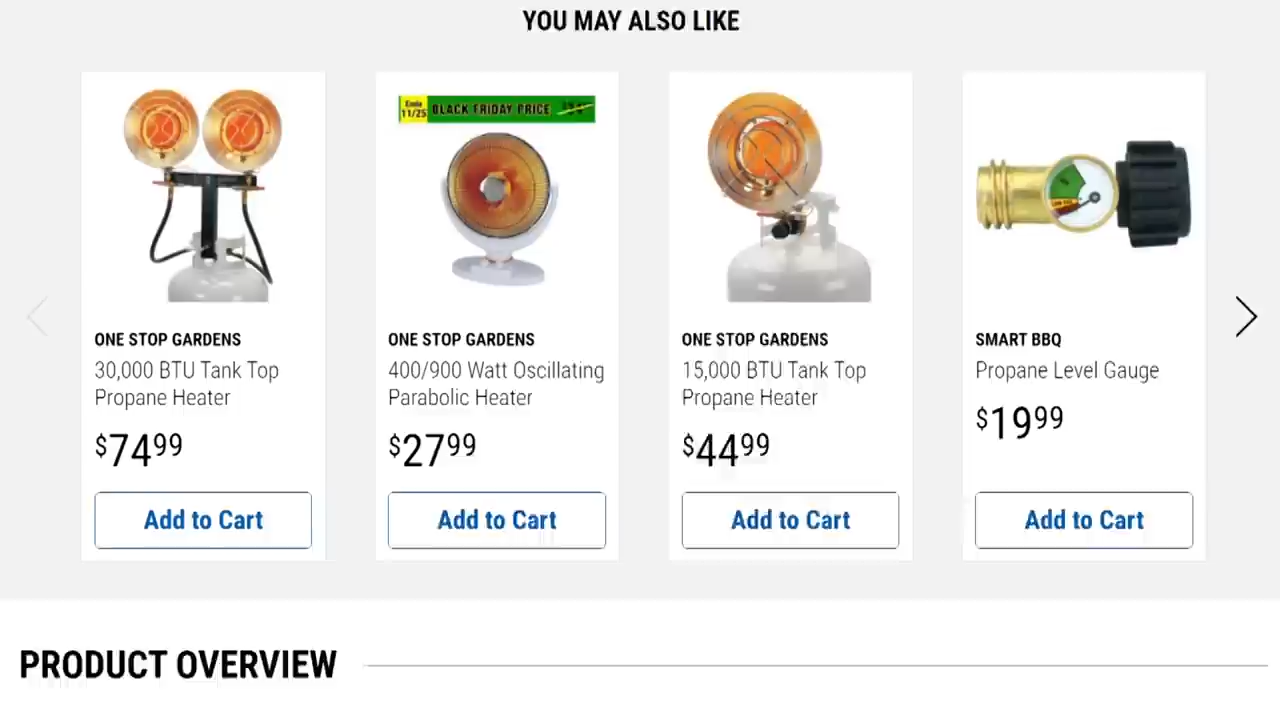 YOU MAY ALSO LIKE
Ends
11/25
BLACK FRIDAY PRICE
ONE STOP GARDENS
30,000 BTU Tank Top
Propane Heater
$74.99
Add to Cart
ONE STOP GARDENS
400/900 Watt Oscillating
Parabolic Heater
$27.99
Add to Cart
ONE STOP GARDENS
15,000 BTU Tank Top
Propane Heater
$44.99
Add to Cart
SMART BBQ
Propane Level Gauge
$19.99
Add to Cart
PRODUCT OVERVIEW